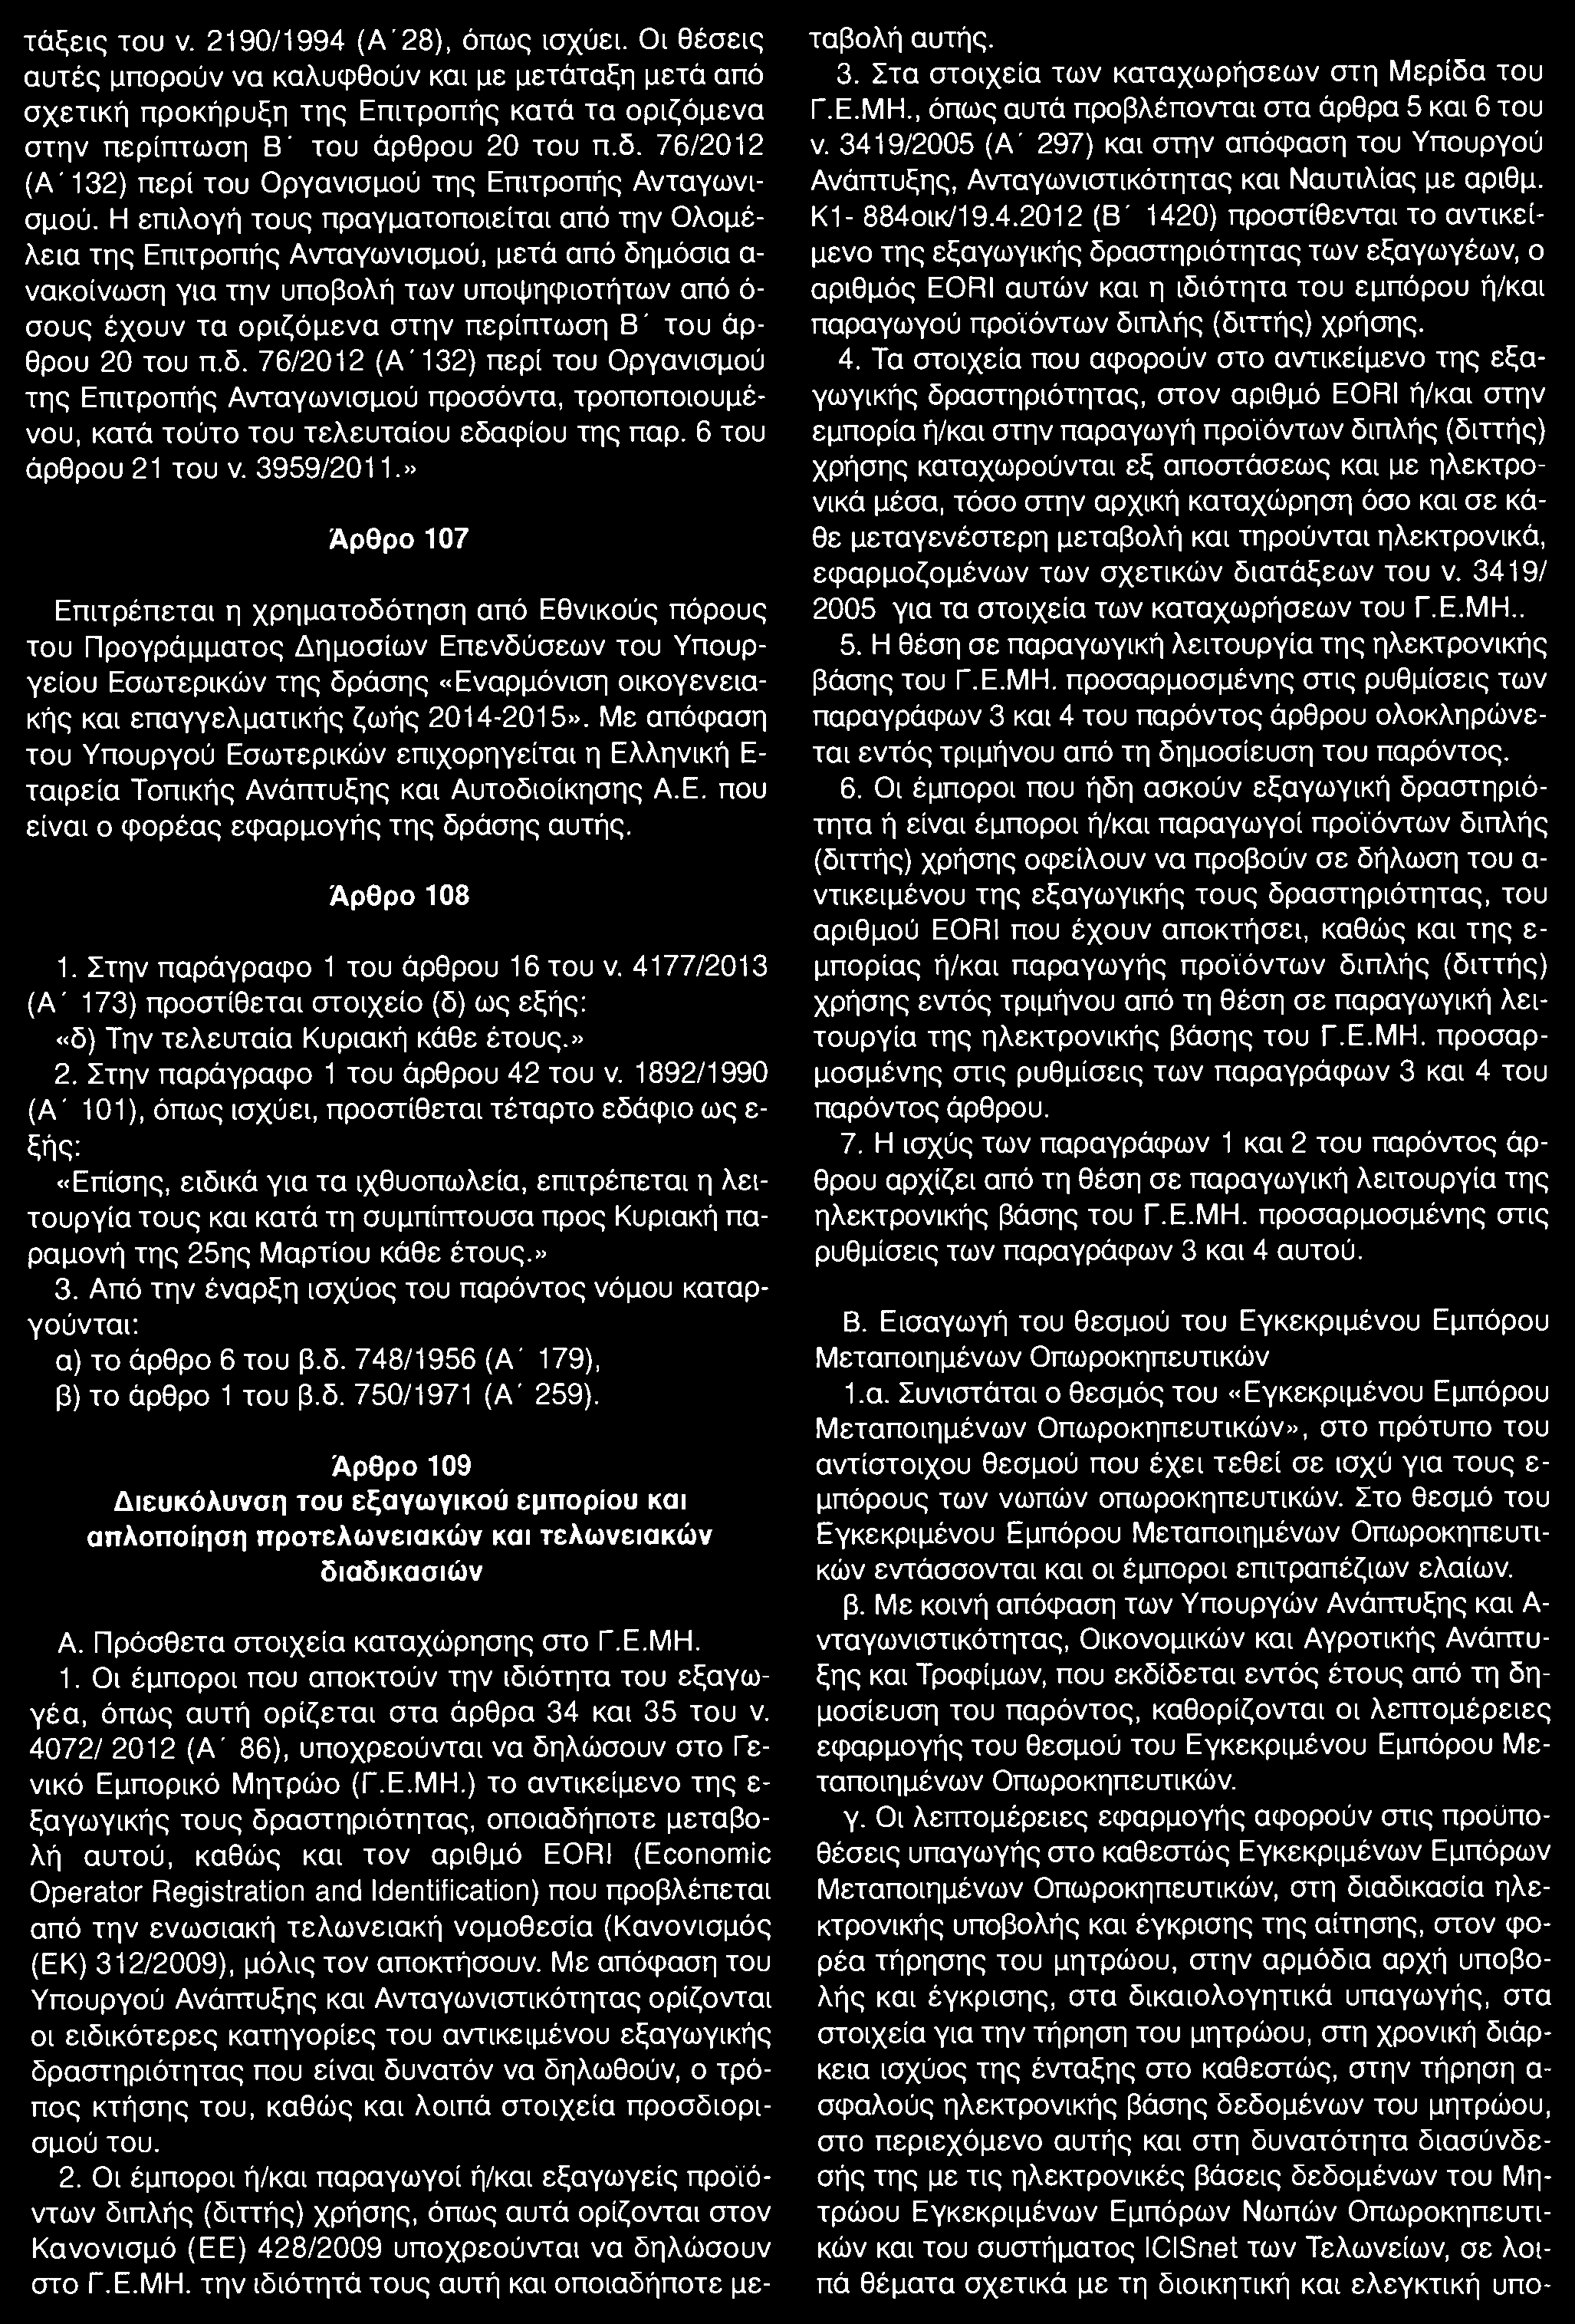 τάξεις του ν. 2190/1994 (Α΄28), όπως ισχύει. Οι θέσεις
αυτές μπορούν να καλυφθούν και με μετάταξη μετά από
σχετική προκήρυξη της Επιτροπής κατά τα οριζόμενα
στην περίπτωση Β΄ του άρθρου 20 του π.δ. 76/2012
(Α΄132) περί του Οργανισμού της Επιτροπής Ανταγωνι-
σμού. Η επιλογή τους πραγματοποιείται από την Ολομέ-
λεια της Επιτροπής Ανταγωνισμού, μετά από δημόσια α-
νακοίνωση για την υποβολή των υποψηφιοτήτων από ό-
σους έχουν τα οριζόμενα στην περίπτωση Β΄ του άρ-
θρου 20 του π.δ. 76/2012 (Α΄132) περί του Οργανισμού
της Επιτροπής Ανταγωνισμού προσόντα, τροποποιουμέ-
νου, κατά τούτο του τελευταίου εδαφίου της παρ. 6 του
άρθρου 21 του ν. 3959/2011.»
Άρθρο 107
Επιτρέπεται η χρηματοδότηση από Εθνικούς πόρους
του Προγράμματος Δημοσίων Επενδύσεων του Υπουρ-
γείου Εσωτερικών της δράσης «Εναρμόνιση οικογενεια-
κής και επαγγελματικής ζωής 2014-2015». Με απόφαση
του Υπουργού Εσωτερικών επιχορηγείται η Ελληνική Ε-
ταιρεία Τοπικής Ανάπτυξης και Αυτοδιοίκησης Α.Ε. που
είναι ο φορέας εφαρμογής της δράσης αυτής.
Άρθρο 108
1. Στην παράγραφο 1 του άρθρου 16 του ν. 4177/2013
(Α΄ 173) προστίθεται στοιχείο (δ) ως εξής:
«δ) Την τελευταία Κυριακή κάθε έτους.»
2. Στην παράγραφο 1 του άρθρου 42 του ν. 1892/1990
(Α΄ 101), όπως ισχύει, προστίθεται τέταρτο εδάφιο ως ε-
ξής:
«Επίσης, ειδικά για τα ιχθυοπωλεία, επιτρέπεται η λει-
τουργία τους και κατά τη συμπίπτουσα προς Κυριακή πα-
ραμονή της 25ης Μαρτίου κάθε έτους.»
3. Από την έναρξη ισχύος του παρόντος νόμου καταρ-
γούνται:
α) το άρθρο 6 του β.δ. 748/1956 (Α΄ 179),
β) το άρθρο 1 του β.δ. 750/1971 (Α΄ 259).
Άρθρο 109
Διευκόλυνση του εξαγωγικού εμπορίου και
απλοποίηση προτελωνειακών και τελωνειακών
διαδικασιών
Α. Πρόσθετα στοιχεία καταχώρησης στο Γ.Ε.ΜΗ.
1. Οι έμποροι που αποκτούν την ιδιότητα του εξαγω-
γέα, όπως αυτή ορίζεται στα άρθρα 34 και 35 του ν.
4072/ 2012 (Α΄ 86), υποχρεούνται να δηλώσουν στο Γε-
νικό Εμπορικό Μητρώο (Γ.Ε.ΜΗ.) το αντικείμενο της ε-
ξαγωγικής τους δραστηριότητας, οποιαδήποτε μεταβο-
λή αυτού, καθώς και τον αριθμό EORI (Economic
Operator Registration and Identification) που προβλέπεται
από την ενωσιακή τελωνειακή νομοθεσία (Κανονισμός
(ΕΚ) 312/2009), μόλις τον αποκτήσουν. Με απόφαση του
Υπουργού Ανάπτυξης και Ανταγωνιστικότητας ορίζονται
οι ειδικότερες κατηγορίες του αντικειμένου εξαγωγικής
δραστηριότητας που είναι δυνατόν να δηλωθούν, ο τρό-
πος κτήσης του, καθώς και λοιπά στοιχεία προσδιορι-
σμού του.
2. Οι έμποροι ή/και παραγωγοί ή/και εξαγωγείς προϊό-
ντων διπλής (διττής) χρήσης, όπως αυτά ορίζονται στον
Κανονισμό (ΕΕ) 428/2009 υποχρεούνται να δηλώσουν
στο Γ.Ε.ΜΗ. την ιδιότητά τους αυτή και οποιαδήποτε με-
ταβολή αυτής.
3. Στα στοιχεία των καταχωρήσεων στη Μερίδα του
Γ.Ε.ΜΗ., όπως αυτά προβλέπονται στα άρθρα 5 και 6 του
ν. 3419/2005 (Α΄ 297) και στην απόφαση του Υπουργού
Ανάπτυξης, Ανταγωνιστικότητας και Ναυτιλίας με αριθμ.
Κ1- 884οικ/19.4.2012 (Β΄ 1420) προστίθενται το αντικεί-
μενο της εξαγωγικής δραστηριότητας των εξαγωγέων, ο
αριθμός EORI αυτών και η ιδιότητα του εμπόρου ή/και
παραγωγού προϊόντων διπλής (διττής) χρήσης.
4. Τα στοιχεία που αφορούν στο αντικείμενο της εξα-
γωγικής δραστηριότητας, στον αριθμό EORI ή/και στην
εμπορία ή/και στην παραγωγή προϊόντων διπλής (διττής)
χρήσης καταχωρούνται εξ αποστάσεως και με ηλεκτρο-
νικά μέσα, τόσο στην αρχική καταχώρηση όσο και σε κά-
θε μεταγενέστερη μεταβολή και τηρούνται ηλεκτρονικά,
εφαρμοζομένων των σχετικών διατάξεων του ν. 3419/
2005 για τα στοιχεία των καταχωρήσεων του Γ.Ε.ΜΗ..
5. Η θέση σε παραγωγική λειτουργία της ηλεκτρονικής
βάσης του Γ.Ε.ΜΗ. προσαρμοσμένης στις ρυθμίσεις των
παραγράφων 3 και 4 του παρόντος άρθρου ολοκληρώνε-
ται εντός τριμήνου από τη δημοσίευση του παρόντος.
6. Οι έμποροι που ήδη ασκούν εξαγωγική δραστηριό-
τητα ή είναι έμποροι ή/και παραγωγοί προϊόντων διπλής
(διττής) χρήσης οφείλουν να προβούν σε δήλωση του α-
ντικειμένου της εξαγωγικής τους δραστηριότητας, του
αριθμού EORI που έχουν αποκτήσει, καθώς και της ε-
μπορίας ή/και παραγωγής προϊόντων διπλής (διττής)
χρήσης εντός τριμήνου από τη θέση σε παραγωγική λει-
τουργία της ηλεκτρονικής βάσης του Γ.Ε.ΜΗ. προσαρ-
μοσμένης στις ρυθμίσεις των παραγράφων 3 και 4 του
παρόντος άρθρου.
7. Η ισχύς των παραγράφων 1 και 2 του παρόντος άρ-
θρου αρχίζει από τη θέση σε παραγωγική λειτουργία της
ηλεκτρονικής βάσης του Γ.Ε.ΜΗ. προσαρμοσμένης στις
ρυθμίσεις των παραγράφων 3 και 4 αυτού.
Β. Εισαγωγή του θεσμού του Εγκεκριμένου Εμπόρου
Μεταποιημένων Οπωροκηπευτικών
1.α. Συνιστάται ο θεσμός του «Εγκεκριμένου Εμπόρου
Μεταποιημένων Οπωροκηπευτικών», στο πρότυπο του
αντίστοιχου θεσμού που έχει τεθεί σε ισχύ για τους ε-
μπόρους των νωπών οπωροκηπευτικών. Στο θεσμό του
Εγκεκριμένου Εμπόρου Μεταποιημένων Οπωροκηπευτι-
κών εντάσσονται και οι έμποροι επιτραπέζιων ελαίων.
β. Με κοινή απόφαση των Υπουργών Ανάπτυξης και Α-
νταγωνιστικότητας, Οικονομικών και Αγροτικής Ανάπτυ-
ξης και Τροφίμων, που εκδίδεται εντός έτους από τη δη-
μοσίευση του παρόντος, καθορίζονται οι λεπτομέρειες
εφαρμογής του θεσμού του Εγκεκριμένου Εμπόρου Με-
ταποιημένων Οπωροκηπευτικών.
γ. Οι λεπτομέρειες εφαρμογής αφορούν στις προϋπο-
θέσεις υπαγωγής στο καθεστώς Εγκεκριμένων Εμπόρων
Μεταποιημένων Οπωροκηπευτικών, στη διαδικασία ηλε-
κτρονικής υποβολής και έγκρισης της αίτησης, στον φο-
ρέα τήρησης του μητρώου, στην αρμόδια αρχή υποβο-
λής και έγκρισης, στα δικαιολογητικά υπαγωγής, στα
στοιχεία για την τήρηση του μητρώου, στη χρονική διάρ-
κεια ισχύος της ένταξης στο καθεστώς, στην τήρηση α-
σφαλούς ηλεκτρονικής βάσης δεδομένων του μητρώου,
στο περιεχόμενο αυτής και στη δυνατότητα διασύνδε-
σής της με τις ηλεκτρονικές βάσεις δεδομένων του Μη-
τρώου Εγκεκριμένων Εμπόρων Νωπών Οπωροκηπευτι-
κών και του συστήματος ICISnet των Τελωνείων, σε λοι-
πά θέματα σχετικά με τη διοικητική και ελεγκτική υπο-